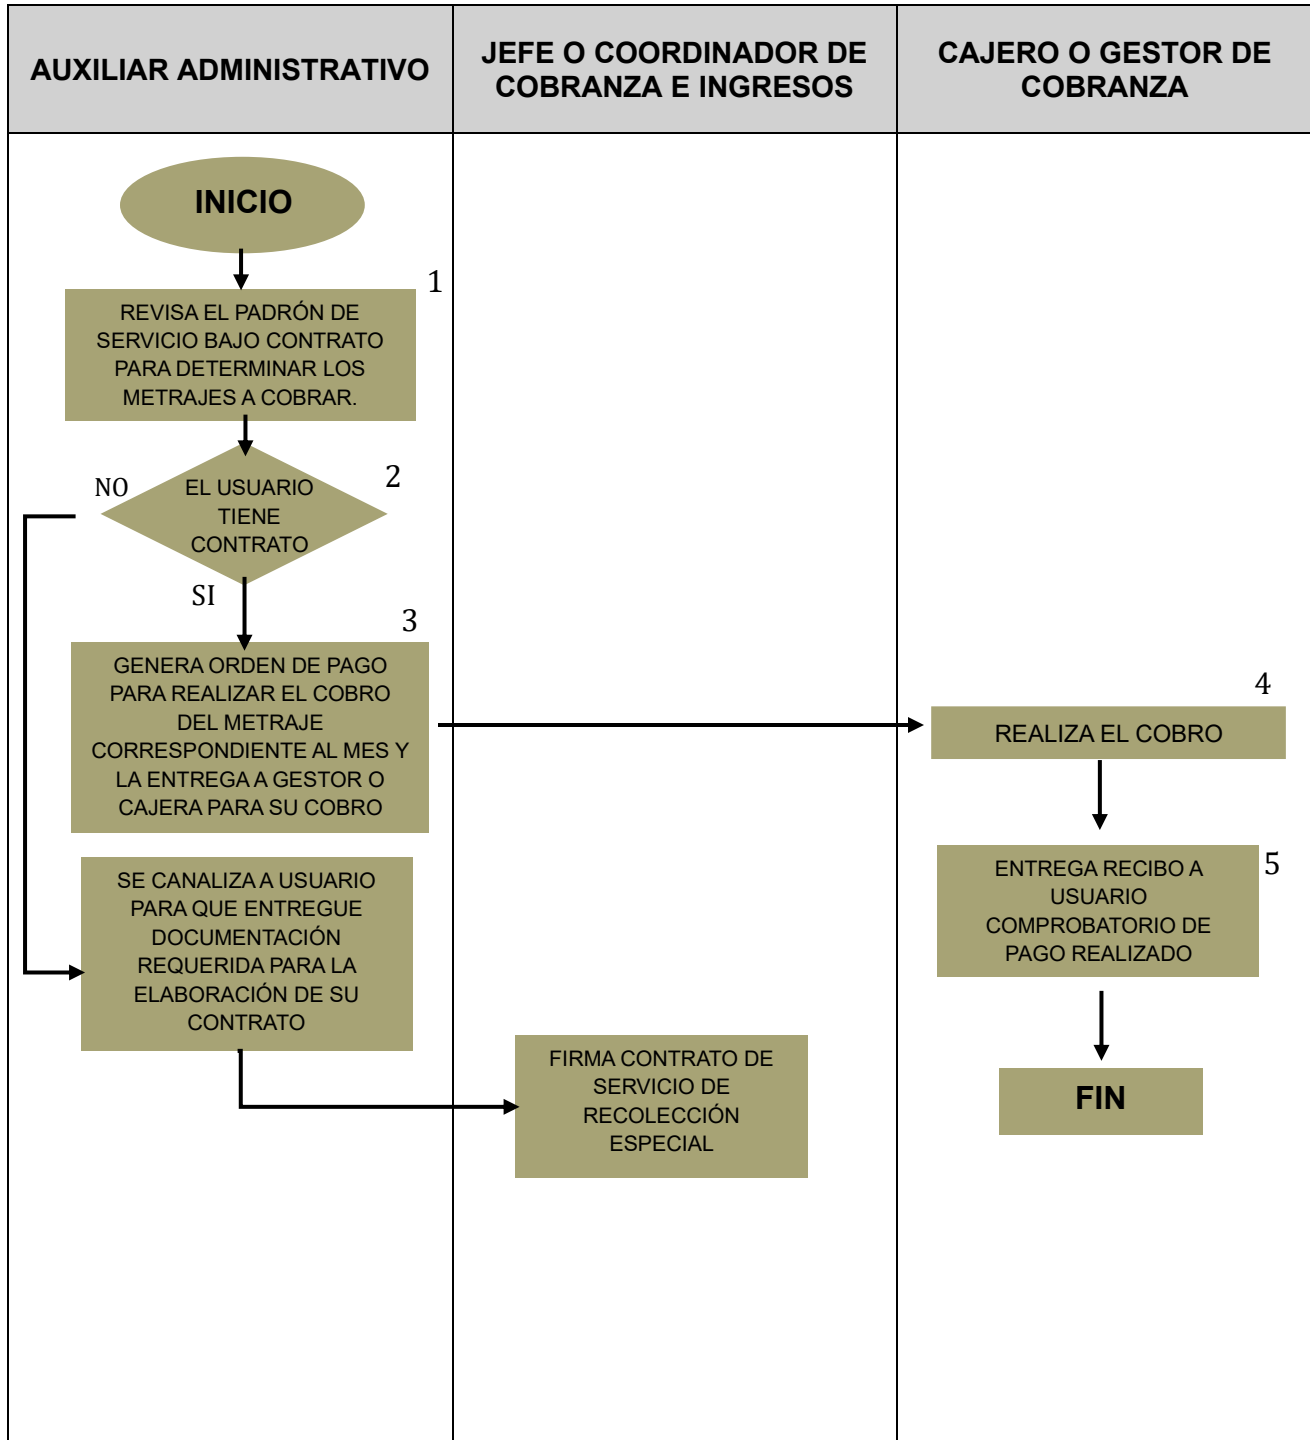 AUXILIAR ADMINISTRATIVO
JEFE O COORDINADOR DE
COBRANZA E INGRESOS
CAJERO O GESTOR DE
COBRANZA
INICIO
1
REVISA EL PADRÓN DE
SERVICIO BAJO CONTRATO
PARA DETERMINAR LOS
METRAJES A COBRAR.
NO
2
EL USUARIO
TIENE
CONTRATO
SI
3
GENERA ORDEN DE PAGO
PARA REALIZAR EL COBRO
DEL METRAJE
CORRESPONDIENTE AL MES Y
LA ENTREGA A GESTOR O
CAJERA PARA SU COBRO
4
REALIZA EL COBRO
SE CANALIZA A USUARIO
PARA QUE ENTREGUE
DOCUMENTACIÓN
REQUERIDA PARA LA
ELABORACIÓN DE SU
CONTRATO
5
ENTREGA RECIBO A
USUARIO
COMPROBATORIO DE
PAGO REALIZADO
FIRMA CONTRATO DE
SERVICIO DE
RECOLECCIÓN
ESPECIAL
FIN